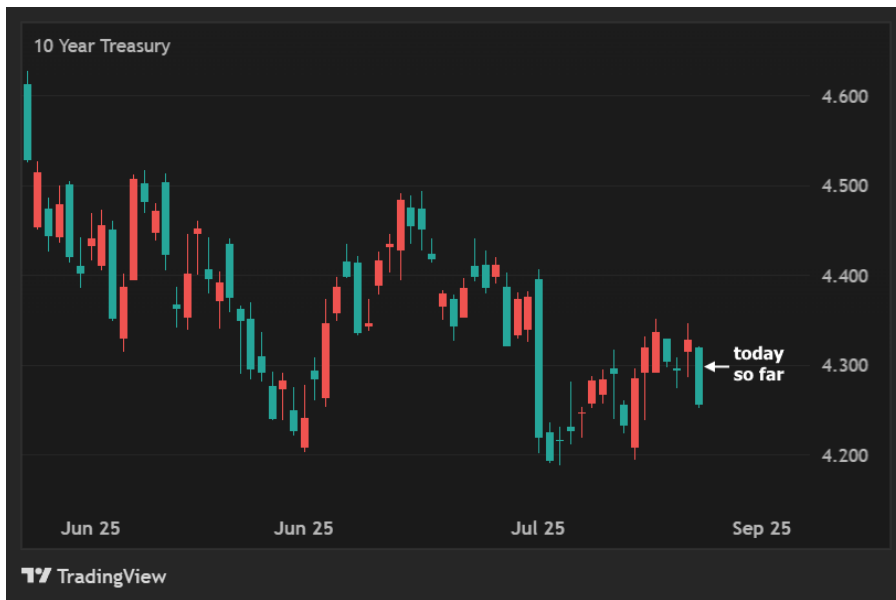 10 Year Treasury
4.600
4.500
4.400
4.300
today
so far
4.200
Jun 25
Jun 25
Jul 25
Sep 25
TradingView